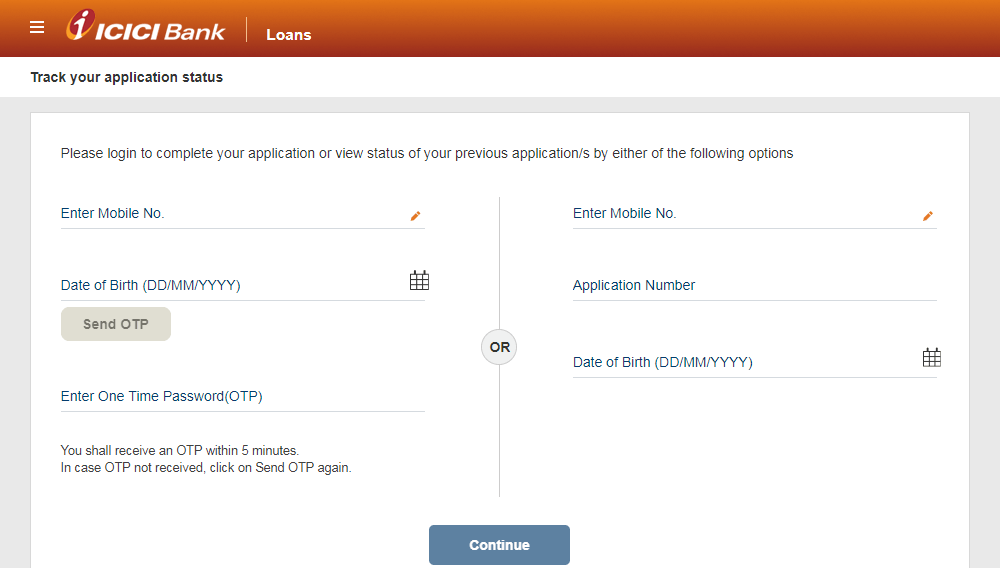 ICICI Bank
Loans
Track your application status
Please login to complete your application or view status of your previous application/s by either of the following options
Enter Mobile No.
Date of Birth (DD/MM/YYYY)
Send OTP
Enter One Time Password(OTP)
You shall receive an OTP within 5 minutes.
In case OTP not received, click on Send OTP again.
OR
Enter Mobile No.
Application Number
Date of Birth (DD/MM/YYYY)
Continue